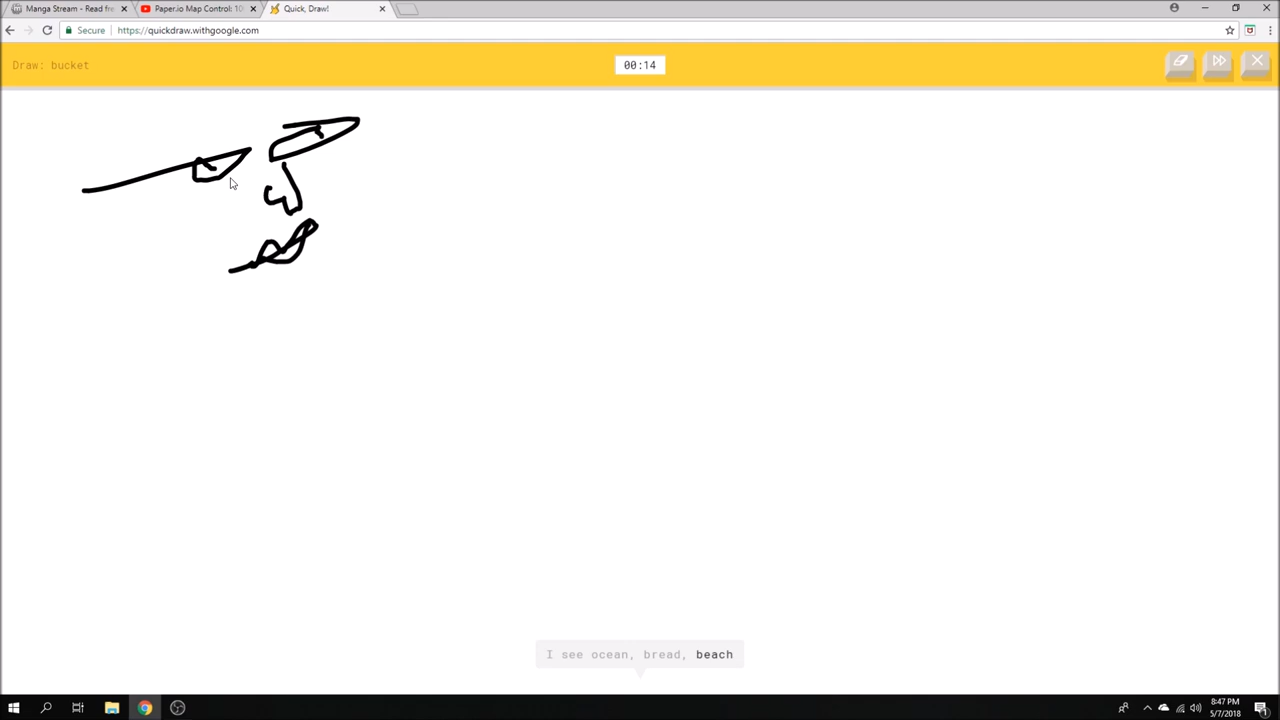 Manga Stream - Read fre
Paper.io Map Control: 10
Quick, Draw!
Secure
https://quickdraw.withgoogle.com
Draw: bucket
00:14
I see ocean, bread, beach
8:47 PM
5/7/2018